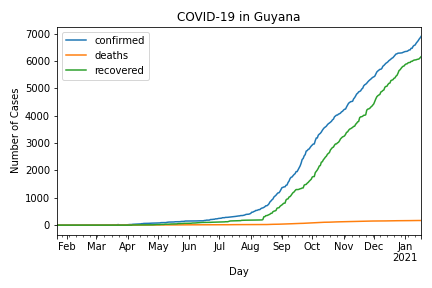 COVID-19 in Guyana
confirmed
deaths
recovered
Number of Cases
7000
6000
5000
4000
3000
2000
1000
0
Feb Mar Apr May Jun Jul Aug Sep Oct Nov Dec Jan
2021
Day